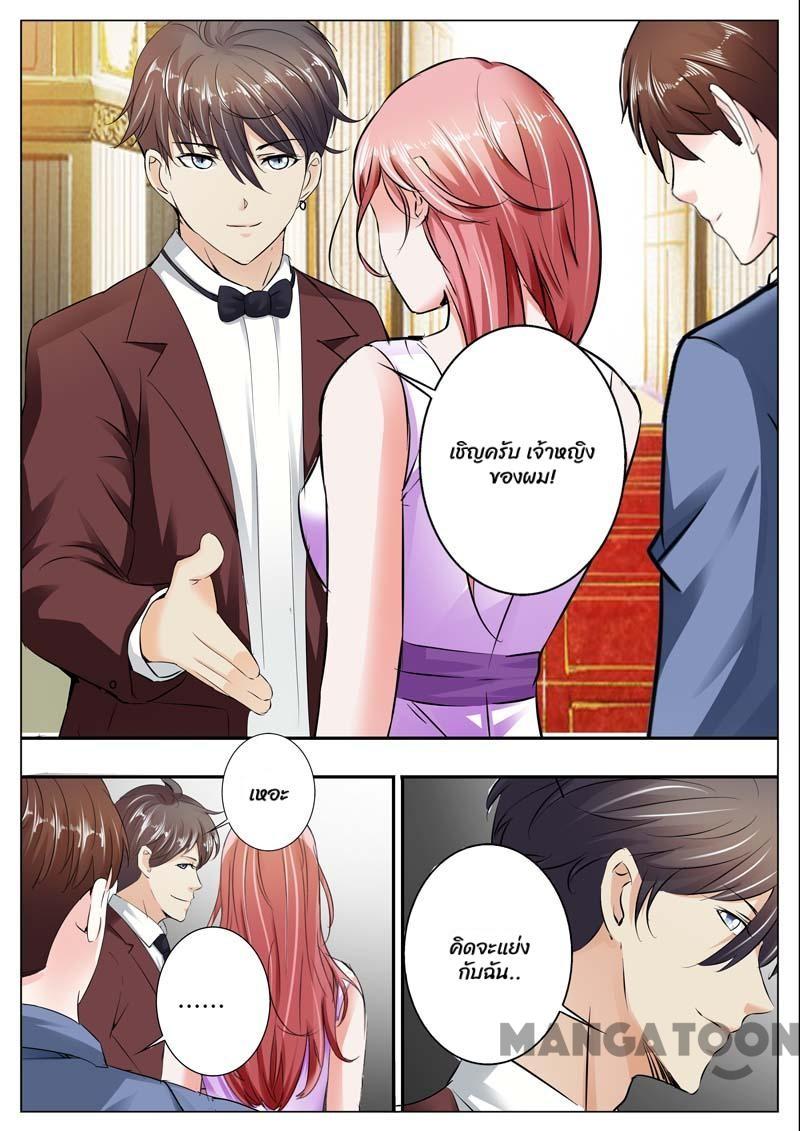 เชิญครับ เจ้าหญิง
ของผม!
เหอะ
......
คิดจะแย่ง
กับฉัน..
MANGATOON